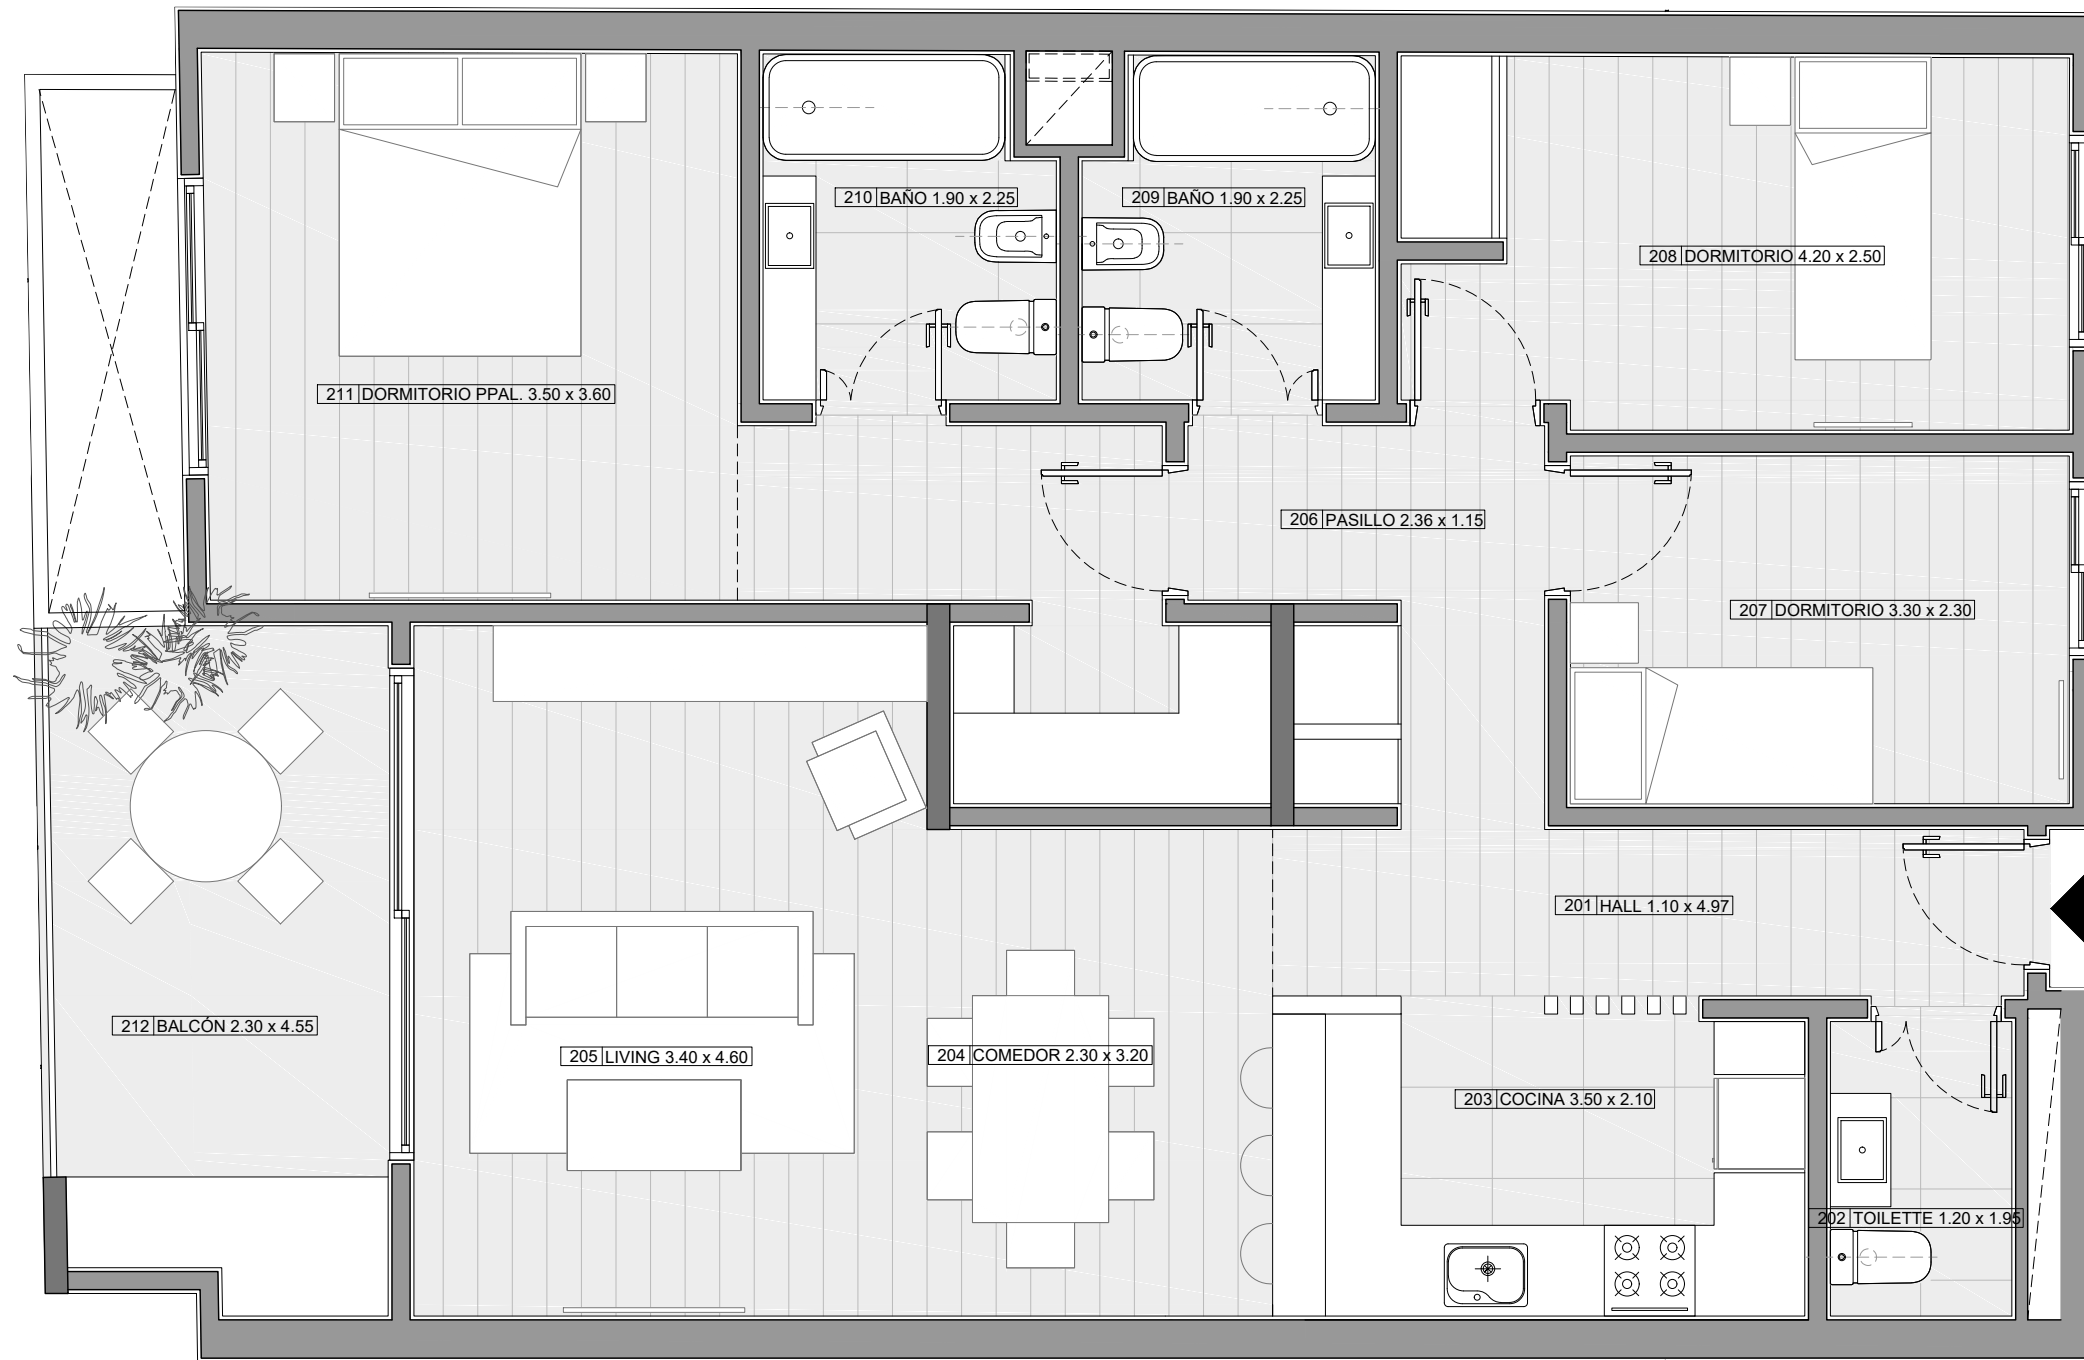 210 BAÑO 1.90 x 2.25
209 BAÑO 1.90 x 2.25
208 DORMITORIO 4.20 x 2.50
211 DORMITORIO PPAL. 3.50 x 3.60
206 PASILLO 2.36 x 1.15
207 DORMITORIO 3.30 x 2.30
201 HALL 1.10 x 4.97
212 BALCÓN 2.30 x 4.55
205 LIVING 3.40 x 4.60
204 COMEDOR 2.30 x 3.20
203 COCINA 3.50 x 2.10
202 TOILETTE 1.20 x 1.95